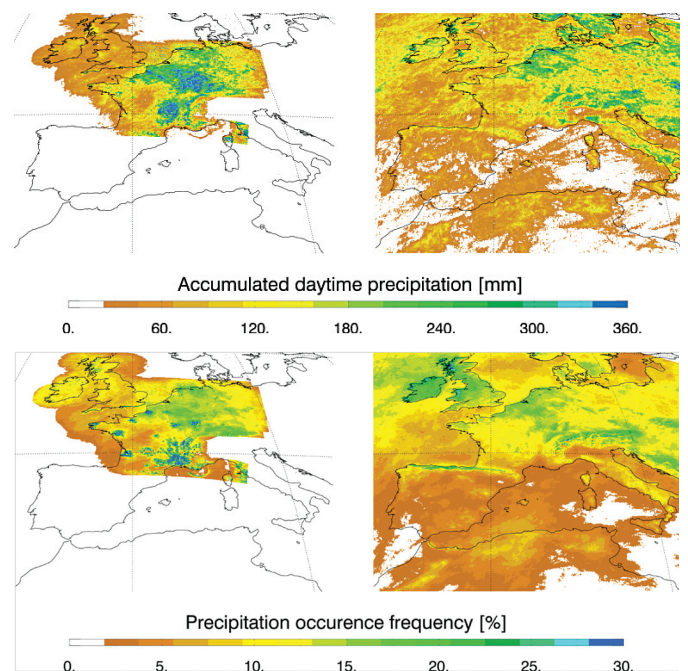 Accumulated daytime precipitation [mm]
0. 60. 120. 180. 240. 300. 360.
Precipitation occurence frequency [%]
0. 5. 10. 15. 20. 25. 30.